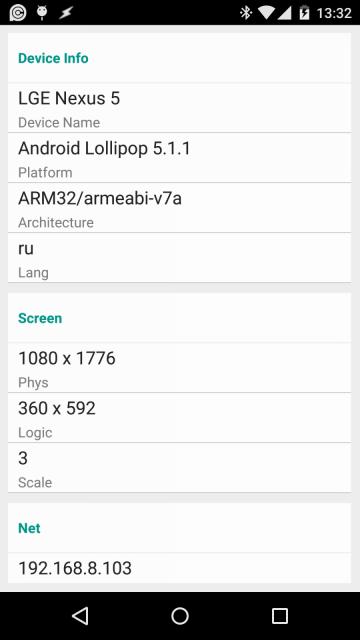 13:32
Device Info
LGE Nexus 5
Device Name
Android Lollipop 5.1.1
Platform
ARM32/armeabi-v7a
Architecture
ru
Lang
Screen
1080 x 1776
Phys
360 x 592
Logic
3
Scale
Net
192.168.8.103